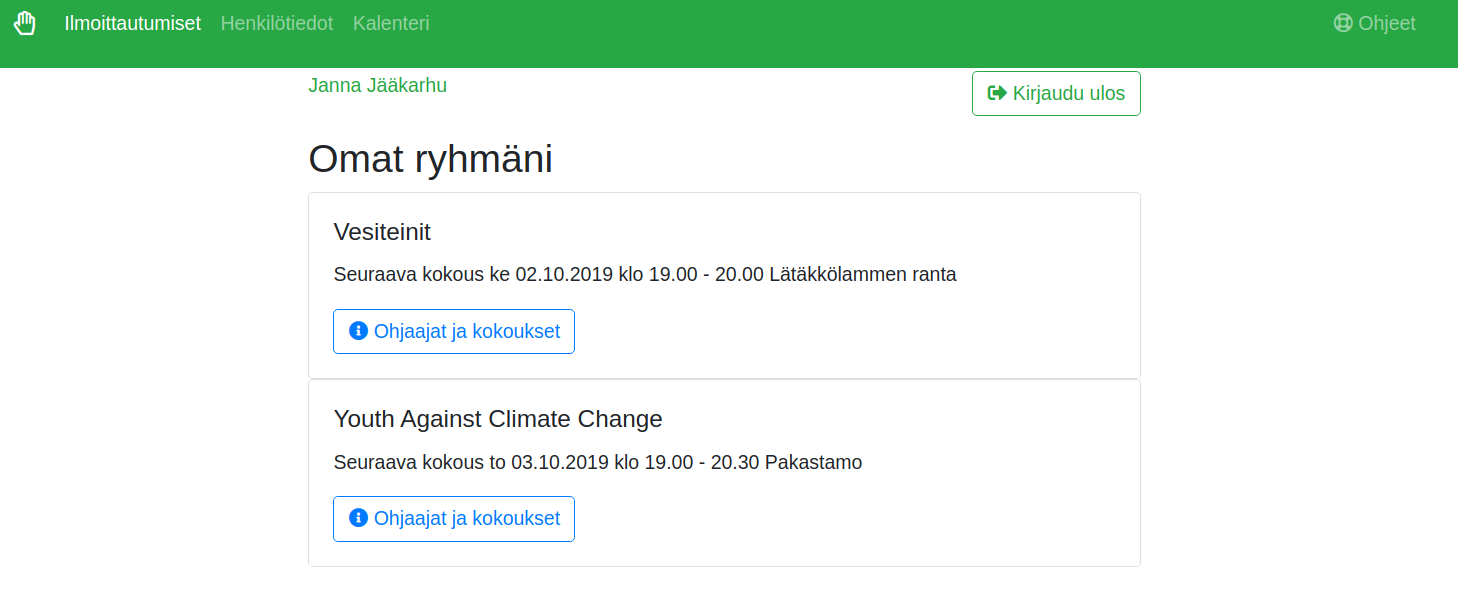 Ilmoittautumiset Henkilötiedot Kalenteri Ohjeet
Janna Jääkarhu Kirjaudu ulos
Omat ryhmäni
Vesiteinit
Seuraava kokous ke 02.10.2019 klo 19.00 - 20.00 Lätäkkölammen ranta
Ohjaajat ja kokoukset
Youth Against Climate Change
Seuraava kokous to 03.10.2019 klo 19.00 - 20.30 Pakastamo
Ohjaajat ja kokoukset